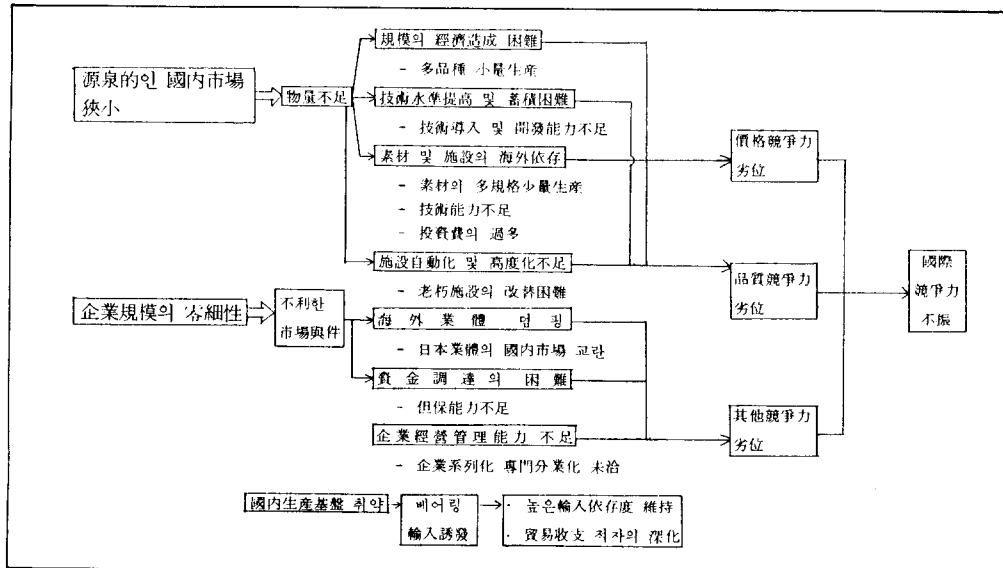 規模의 經濟造成 困難
- 多品種 小量生産
源泉的인 國內市場
狹小
物量不足
技術水準提高 및 蓄積困難
- 技術導入 및 開發能力不足
素材 및 施設의 海外依存
- 素材의 多規格少量生産
- 技術能力不足
- 投資費의 過多
施設自動化 및 高度化不足
- 老朽施設의 改替困難
企業規模의 零細性
不利한
市場與件
海外業體 덤핑
- 日本業體의 國內市場 교란
資金調達의 困難
- 但保能力不足
企業經營管理能力 不足
- 企業系列化 專門分業化 未洽
價格競爭力
劣位
品質競爭力
劣位
其他競爭力
劣位
國際
競爭力
不振
國內生産基盤 취약
베어링
輸入誘發
· 높은輸入依存度 維持
· 貿易收支 적자의 深化